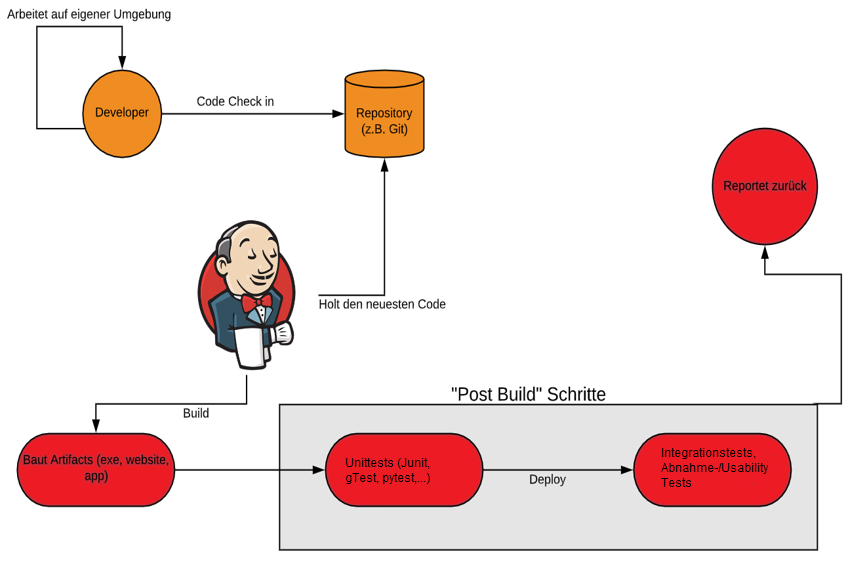 Arbeitet auf eigener Umgebung
Developer
Code Check in
Repository
(z.B. Git)
Reportet zurück
Holt den neuesten Code
Build
"Post Build" Schritte
Baut Artifacts (exe, website,
app)
Unittests (Junit,
gTest, pytest,...)
Deploy
Integrationstests,
Abnahme-/Usability
Tests